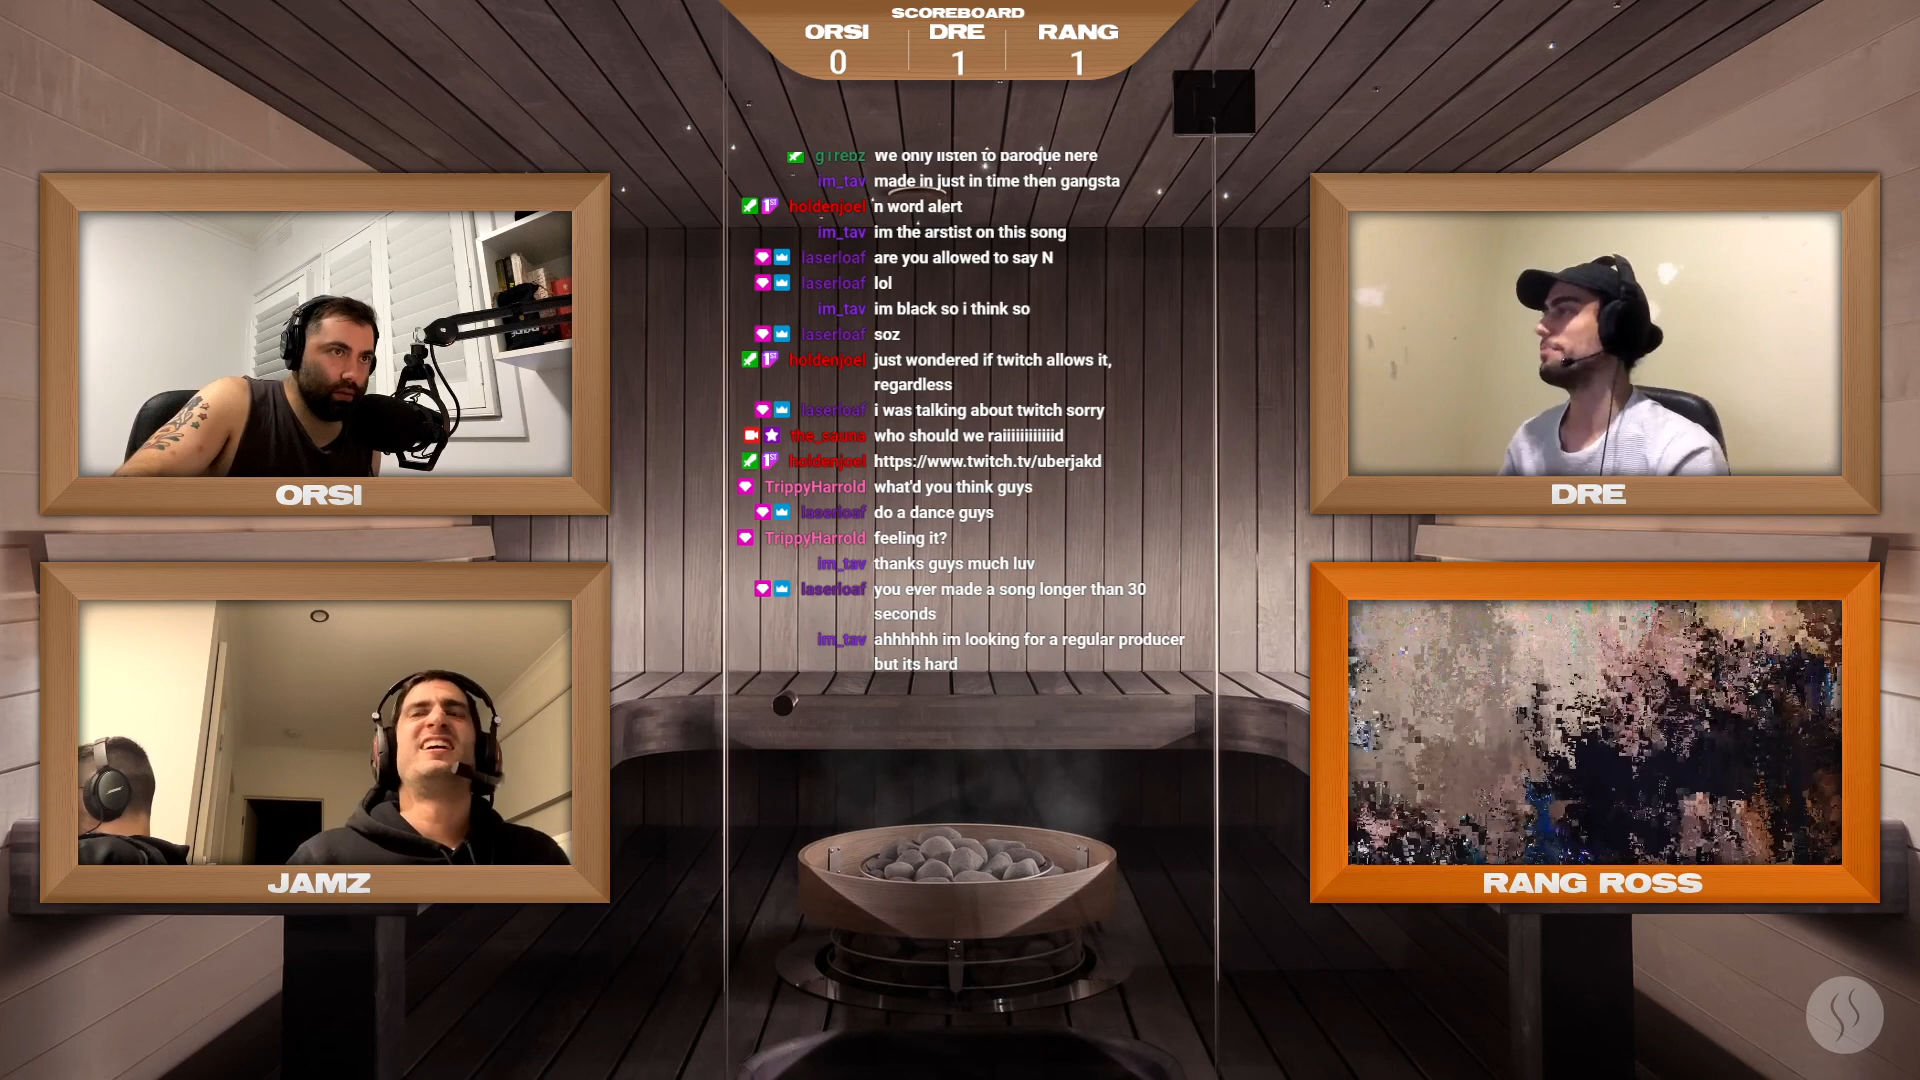 SCOREBOARD
ORSI DRE RANG
0 1 1
we only listen to baroque here
im_tav made in just in time then gangsta
holdenjoel n word alert
im_tav im the arstist on this song
laserloaf are you allowed to say N
laserloaf lol
im_tav im black so i think so
laserloaf soz
holdenjoel just wondered if twitch allows it,
regardless
laserloaf i was talking about twitch sorry
the_sauna who should we raiiiiiiiiiiiid
holdenjoel https://www.twitch.tv/uberjakd
TrippyHarrold what'd you think guys
laserloaf do a dance guys
TrippyHarrold feeling it?
im_tav thanks guys much luv
laserloaf you ever made a song longer than 30
seconds
im_tav ahhhhhh im looking for a regular producer
but its hard
ORSI
DRE
JAMZ
RANG ROSS